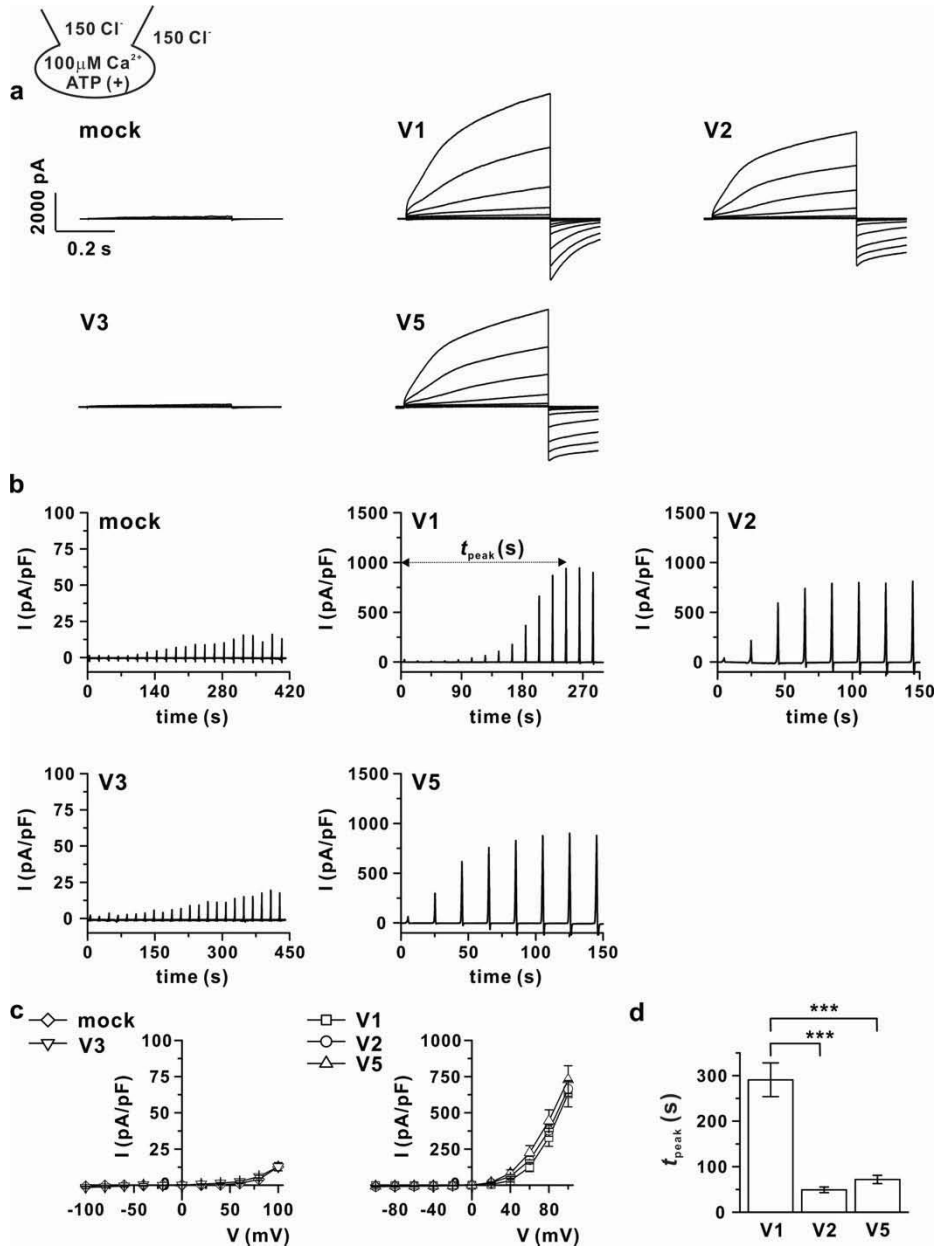 150 Cl⁻
150 Cl⁻
100μM Ca²⁺
ATP (+)
a
mock
V1
V2
2000 pA
0.2 s
V3
V5
b
mock
I (pA/pF)
100
75
50
25
0
0 140 280 420
time (s)
V1
tpeak (s)
I (pA/pF)
1500
1000
500
0
0 90 180 270
time (s)
V2
I (pA/pF)
1500
1000
500
0
0 50 100 150
time (s)
V3
I (pA/pF)
100
75
50
25
0
0 150 300 450
time (s)
V5
I (pA/pF)
1500
1000
500
0
0 50 100 150
time (s)
c
mock
V3
I (pA/pF)
100
75
50
25
0
-100 -50 0 50 100
V (mV)
V1
V2
V5
I (pA/pF)
1000
750
500
250
0
-80 -40 0 40 80
V (mV)
d
***
***
tpeak (s)
300
200
100
50
0
V1 V2 V5